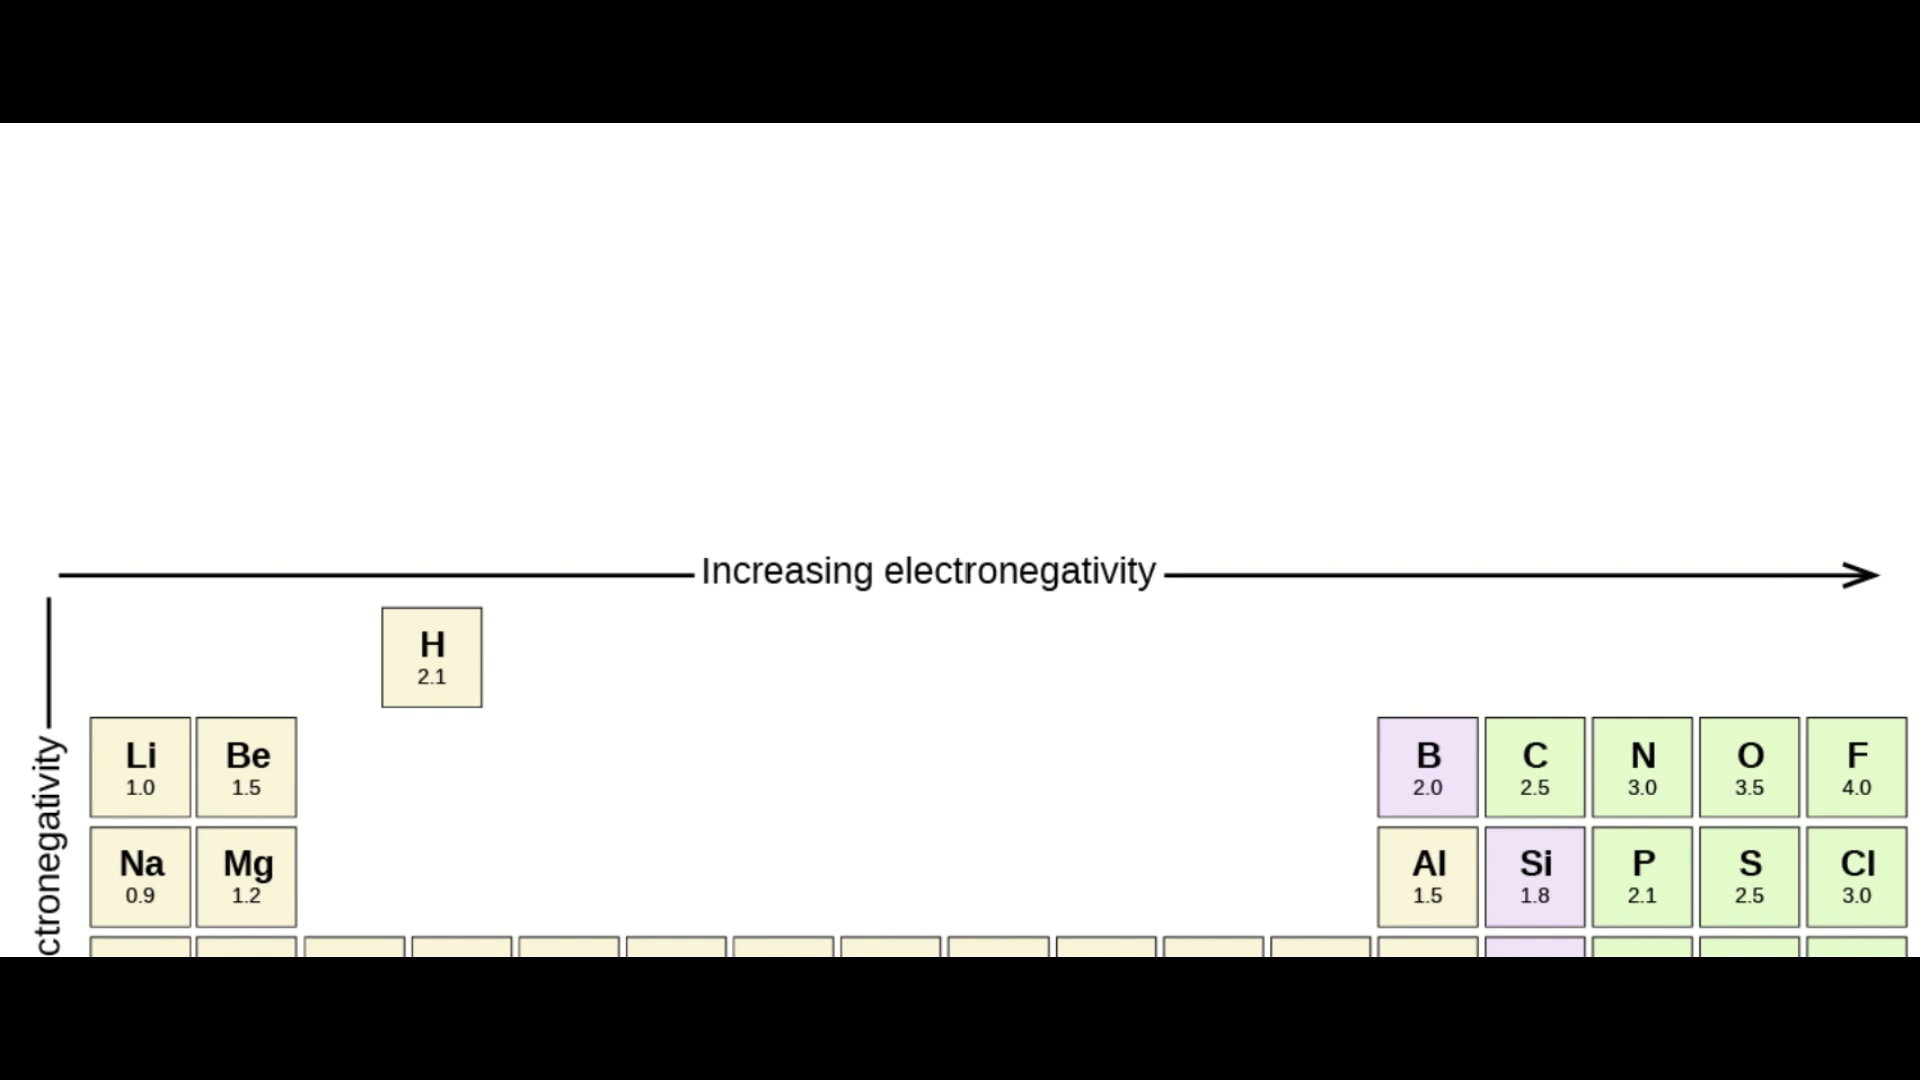 Increasing electronegativity
H
2.1
Li Be B C N O F
1.0 1.5 2.0 2.5 3.0 3.5 4.0
Na Mg Al Si P S Cl
0.9 1.2 1.5 1.8 2.1 2.5 3.0
ctronegativity